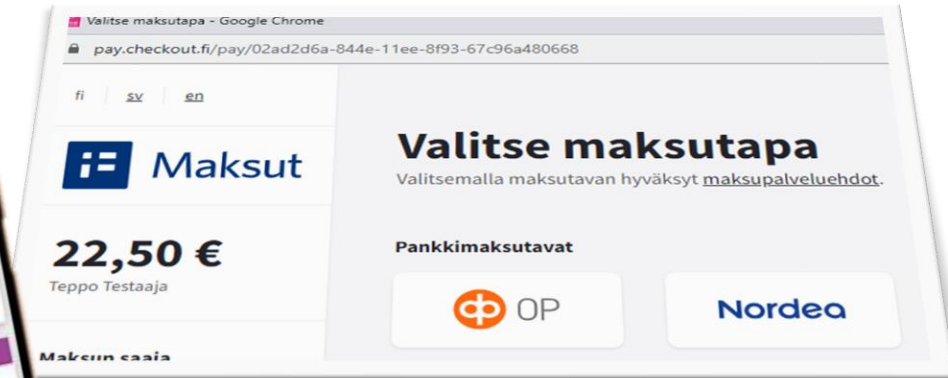 Valitse maksutapa - Google Chrome
pay.checkout.fi/pay/02ad2d6a-844e-11ee-8f93-67c96a480668
fi sv en
Maksut
22,50 €
Teppo Testaaja
Maksun saaja
Valitse maksutapa
Valitsemalla maksutavan hyväksyt maksupalveluehdot.
Pankkimaksutavat
OP
Nordea